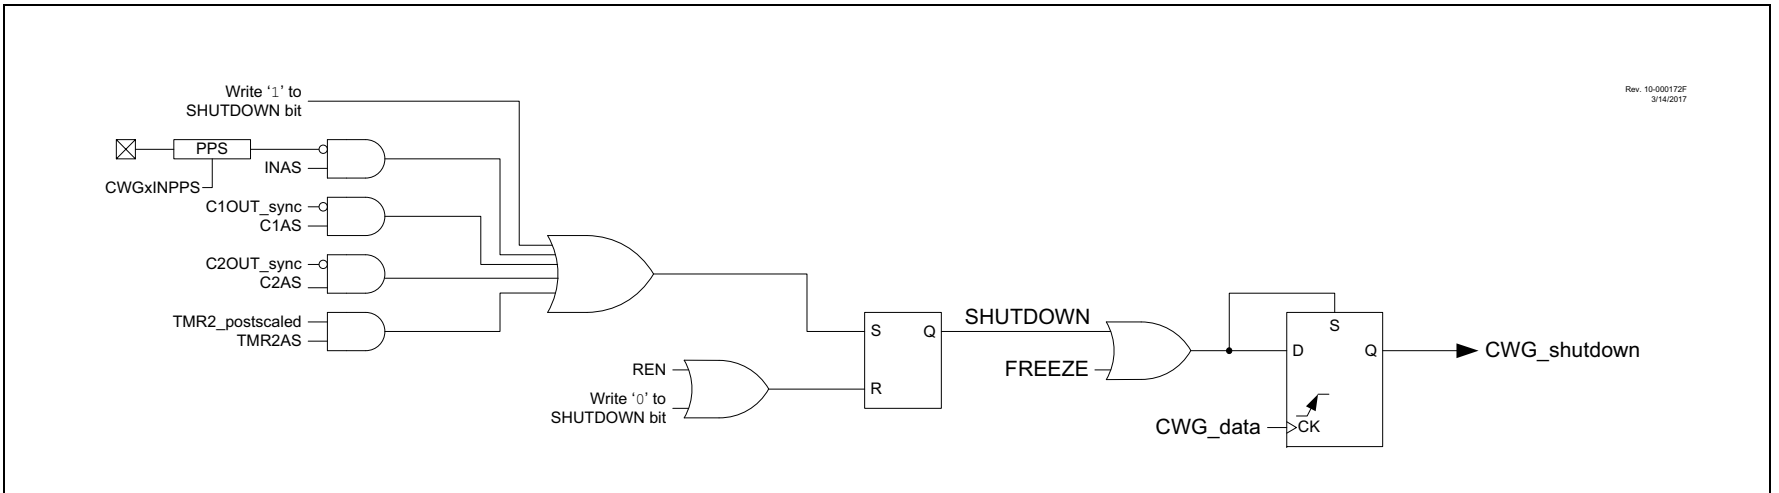 Write ‘1’ to
SHUTDOWN bit
Rev. 10-000172F
3/14/2017
PPS
INAS
CWGxINPPS
C1OUT_sync
C1AS
C2OUT_sync
C2AS
TMR2_postscaled
TMR2AS
SHUTDOWN
S
S
Q
FREEZE
D
Q
CWG_shutdown
REN
R
Write ‘0’ to
SHUTDOWN bit
CWG_data
CK